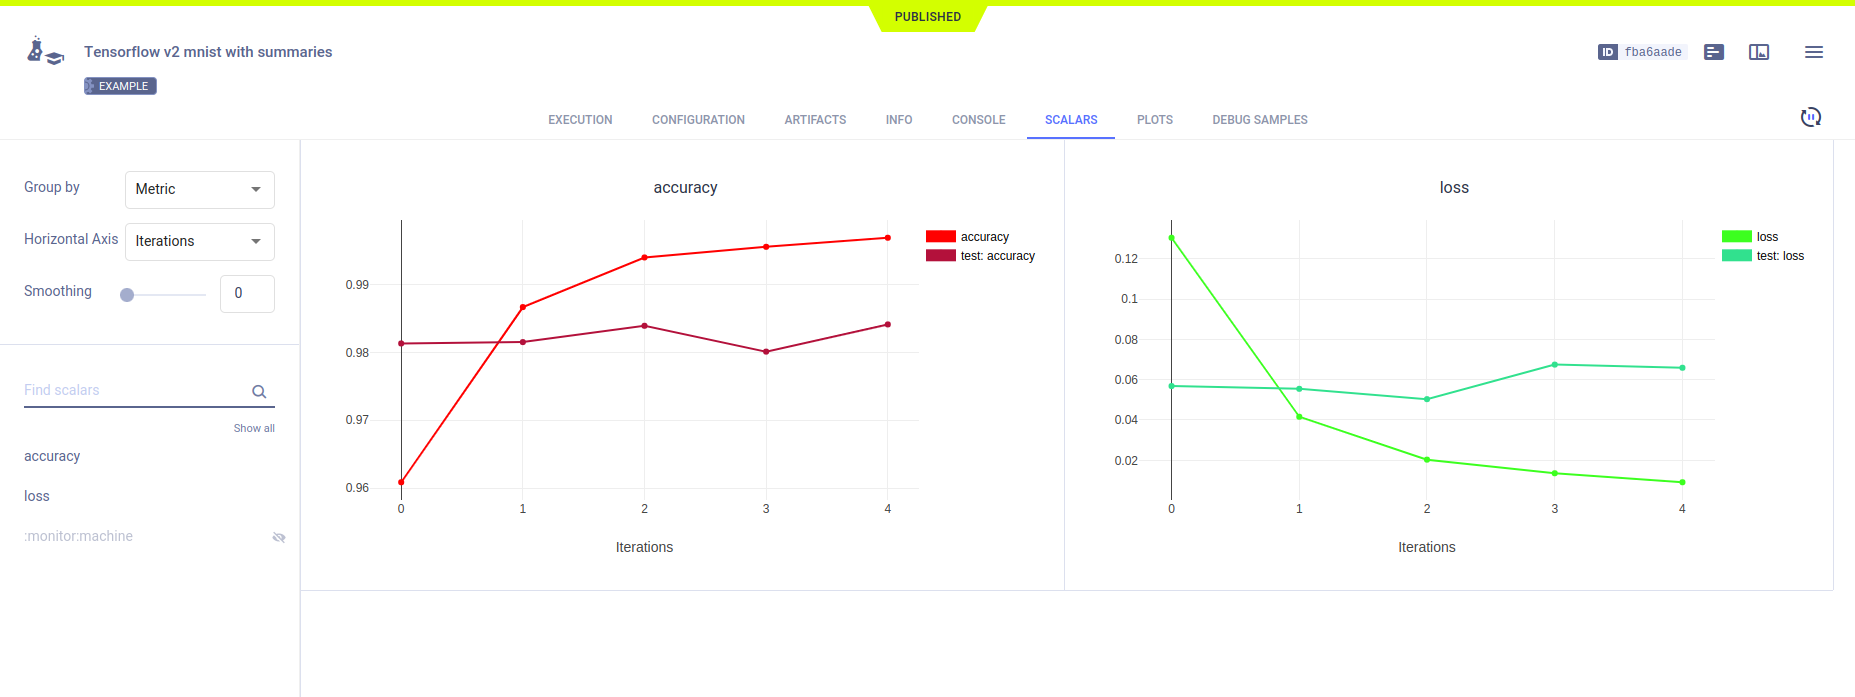 PUBLISHED
Tensorflow v2 mnist with summaries
ID fba6aade
EXAMPLE
EXECUTION CONFIGURATION ARTIFACTS INFO CONSOLE SCALARS PLOTS DEBUG SAMPLES
Group by Metric
Horizontal Axis Iterations
Smoothing 0
Find scalars
Show all
accuracy
loss
:monitor:machine
accuracy
accuracy
test: accuracy
0.99
0.98
0.97
0.96
0 1 2 3 4
Iterations
loss
loss
test: loss
0.12
0.1
0.08
0.06
0.04
0.02
0 1 2 3 4
Iterations